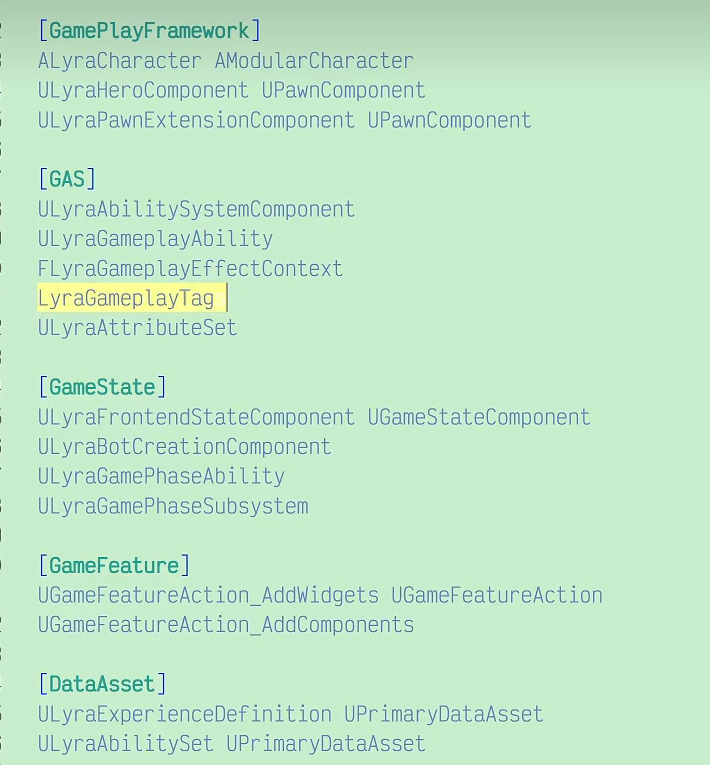 [GamePlayFramework]
ALyraCharacter AModularCharacter
ULyraHeroComponent UPawnComponent
ULyraPawnExtensionComponent UPawnComponent
[GAS]
ULyraAbilitySystemComponent
ULyraGameplayAbility
FLyraGameplayEffectContext
LyraGameplayTag
ULyraAttributeSet
[GameState]
ULyraFrontendStateComponent UGameStateComponent
ULyraBotCreationComponent
ULyraGamePhaseAbility
ULyraGamePhaseSubsystem
[GameFeature]
UGameFeatureAction_AddWidgets UGameFeatureAction
UGameFeatureAction_AddComponents
[DataAsset]
ULyraExperienceDefinition UPrimaryDataAsset
ULyraAbilitySet UPrimaryDataAsset